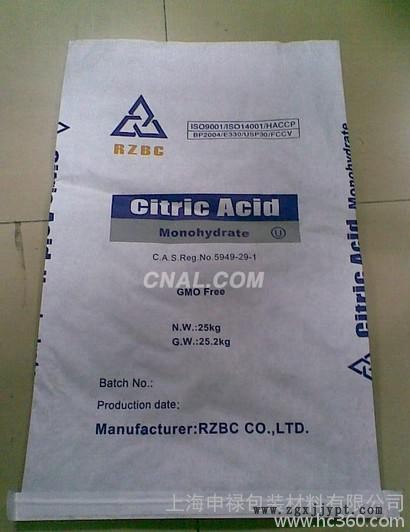 ISO9001/ISO14001/HACCP
BP2004/E330/USP30/FCCV
RZBC
Citric Acid
Monohydrate
U
C.A.S.Reg.No.5949-29-1
CNAL.COM
GMO Free
N.W.:25kg
G.W.:25.2kg
Batch No.:
Production date:
Manufacturer:RZBC CO.,LTD.
Citric Acid Monohydrate
www.zgxjjypt.com
上海申禄包装材料有限公司
www.hc360.com